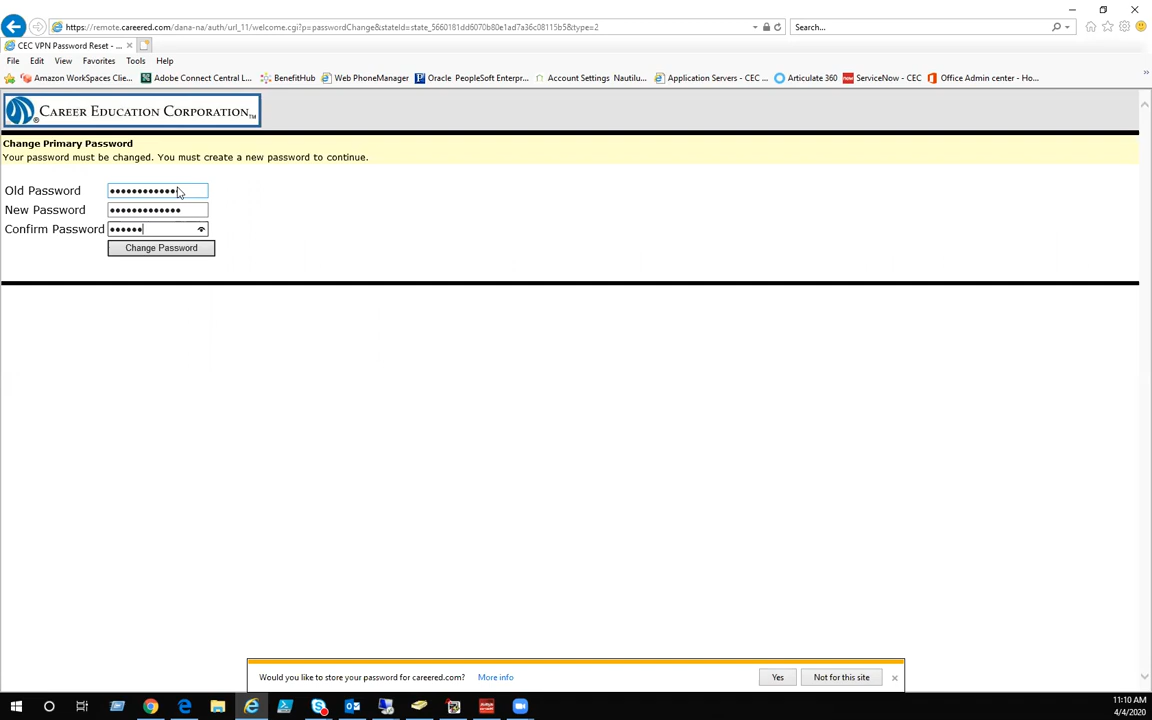 https://remote.careered.com/dana-na/auth/url_11/welcome.cgi?p=passwordChange&stateId=state_5660181dd6070b80e1ad7a36c08115b5&type=2
Search...
CEC VPN Password Reset - ...
File Edit View Favorites Tools Help
Amazon WorkSpaces Clie... Adobe Connect Central L... BenefitHub Web PhoneManager Oracle PeopleSoft Enterpr... Account Settings Nautilu... Application Servers - CEC ... Articulate 360 ServiceNow - CEC Office Admin center - Ho...
CAREER EDUCATION CORPORATION
Change Primary Password
Your password must be changed. You must create a new password to continue.
Old Password
New Password
Confirm Password
Change Password
Would you like to store your password for careered.com? More info Yes Not for this site
11:10 AM
4/4/2020